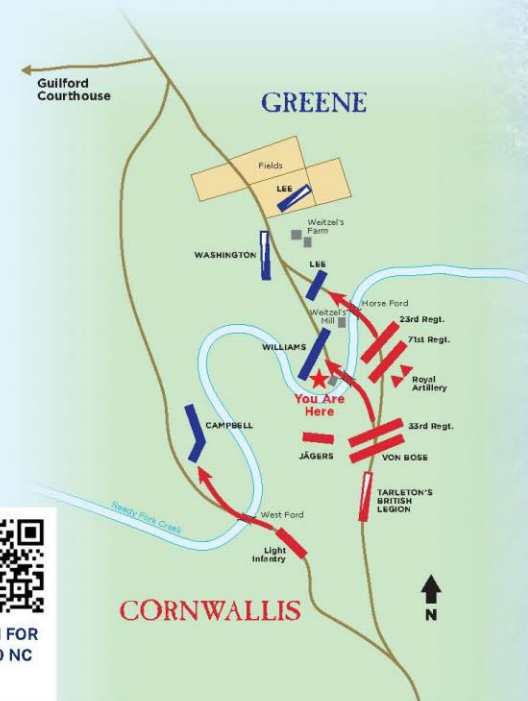 Guilford
Courthouse
GREENE
Fields
LEE
Weitzel's
Farm
WASHINGTON
LEE
Horse Ford
Weitzel's
Mill
23rd Regt.
71st Regt.
WILLIAMS
Royal
Artillery
You Are
Here
CAMPBELL
33rd Regt.
JÄGERS
VON BOSE
TARLETON'S
BRITISH
LEGION
Reedy Fork Creek
West Ford
Light
Infantry
CORNWALLIS
N
FOR
NC